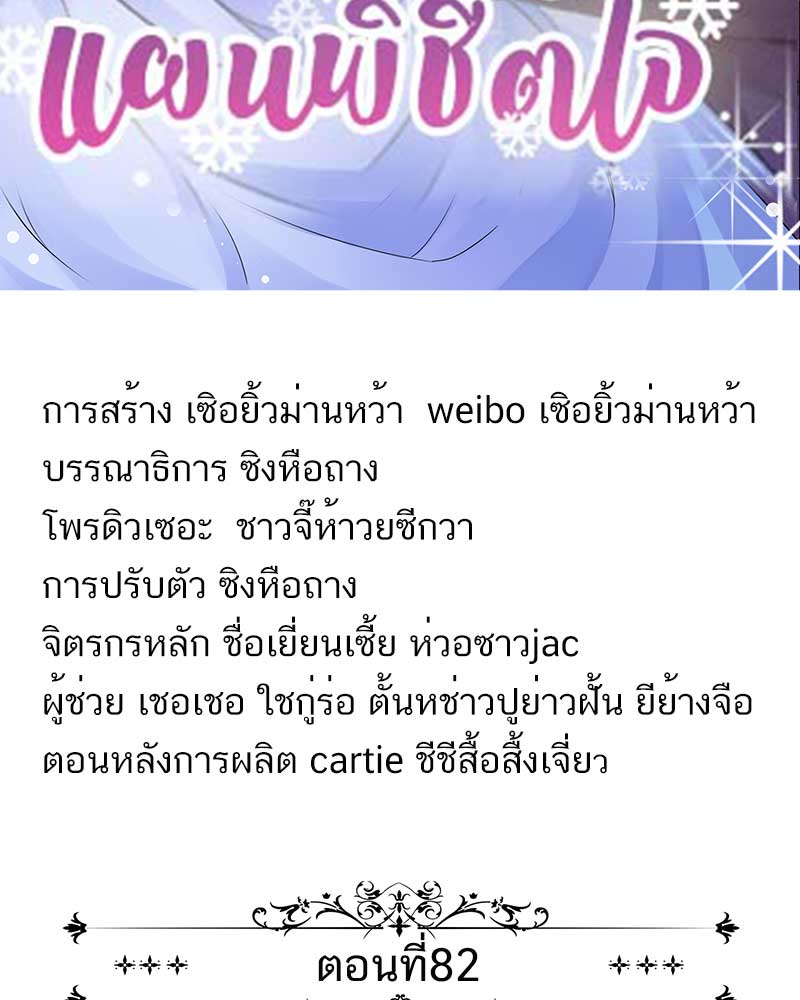 แผนพิชิตใจ
การสร้าง เซิอยิ้วม่านหว้า weibo เซิอยิ้วม่านหว้า
บรรณาธิการ ซิงหือถาง
โพรดิวเซอะ ชาวจี๊ห้าวยซีกวา
การปรับตัว ซิงหือถาง
จิตรกรหลัก ชื่อเยี่ยนเซี้ย ห่วอซาวjac
ผู้ช่วย เชอเชอ ใชกู่ร่อ ตั้นหช่าวปูย่าวฝั้น ยีย้างจือ
ตอนหลังการผลิต cartie ชีชีสื้อสิ้งเจี่ยว
ตอนที่82